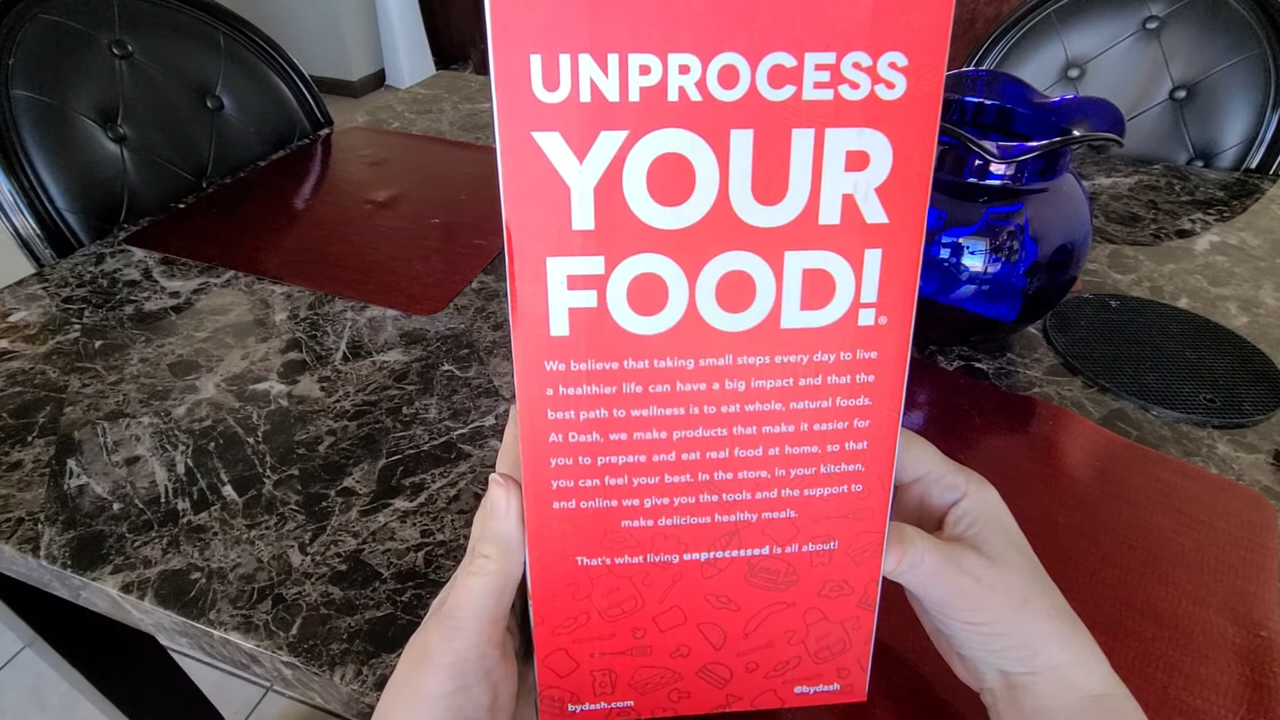 UNPROCESS
YOUR
FOOD!®
We believe that taking small steps every day to live
a healthier life can have a big impact and that the
best path to wellness is to eat whole, natural foods.
At Dash, we make products that make it easier for
you to prepare and eat real food at home, so that
you can feel your best. In the store, in your kitchen,
and online we give you the tools and the support to
make delicious healthy meals.
That's what living unprocessed is all about!
bydash.com
@bydash